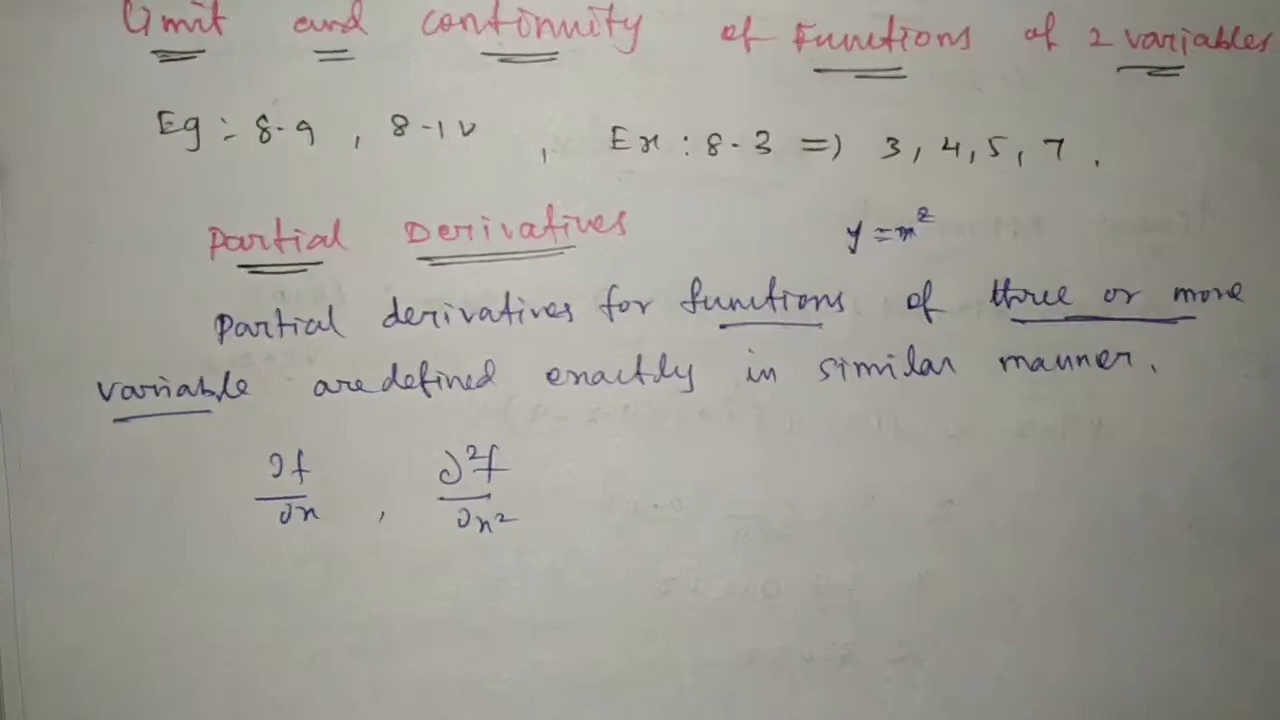 Limit and continuity of Functions of 2 variables
Eg : 8.9 , 8.10 , Ex : 8.3 => 3, 4, 5, 7 .
Partial Derivatives
y = x²
Partial derivatives for functions of three or more
variable are defined exactly in similar manner.
∂f/∂x , ∂²f/∂x²